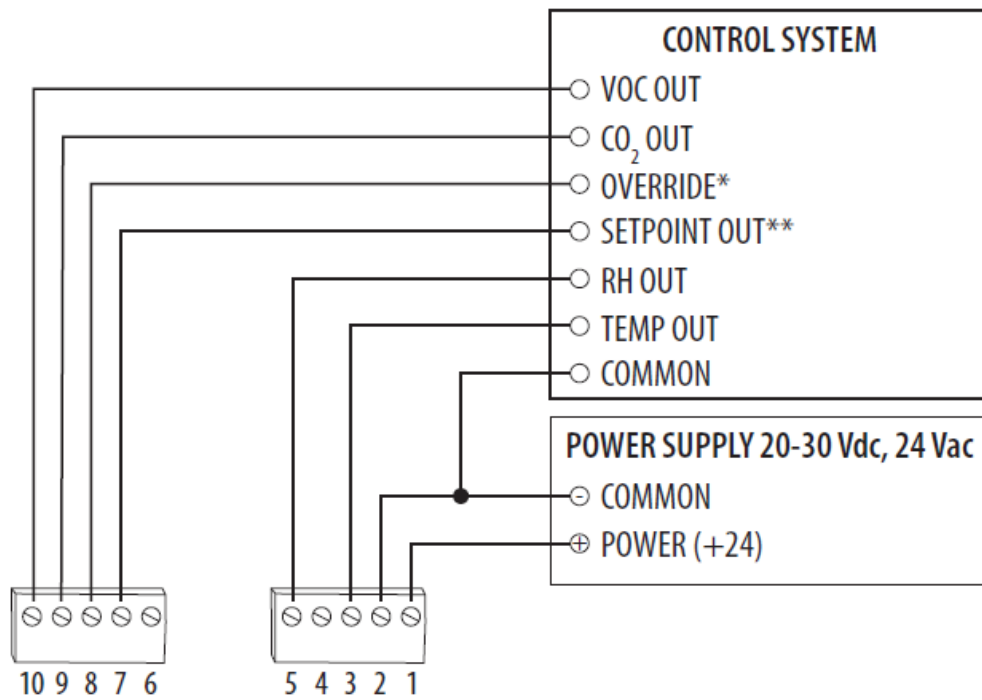 CONTROL SYSTEM
VOC OUT
CO₂ OUT
OVERRIDE*
SETPOINT OUT**
RH OUT
TEMP OUT
COMMON
POWER SUPPLY 20-30 Vdc, 24 Vac
COMMON
POWER (+24)
10 9 8 7 6 5 4 3 2 1